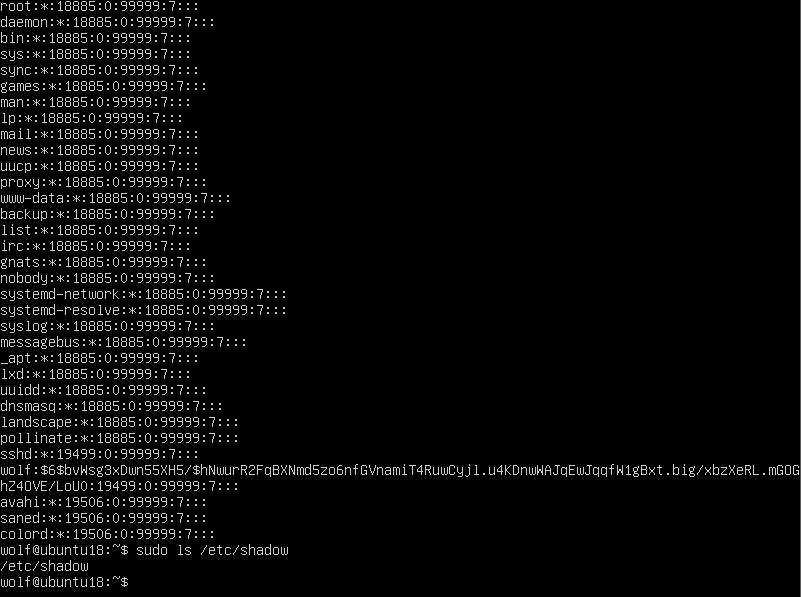 root:*:18885:0:99999:7:::
daemon:*:18885:0:99999:7:::
bin:*:18885:0:99999:7:::
sys:*:18885:0:99999:7:::
sync:*:18885:0:99999:7:::
games:*:18885:0:99999:7:::
man:*:18885:0:99999:7:::
lp:*:18885:0:99999:7:::
mail:*:18885:0:99999:7:::
news:*:18885:0:99999:7:::
uucp:*:18885:0:99999:7:::
proxy:*:18885:0:99999:7:::
www-data:*:18885:0:99999:7:::
backup:*:18885:0:99999:7:::
list:*:18885:0:99999:7:::
irc:*:18885:0:99999:7:::
gnats:*:18885:0:99999:7:::
nobody:*:18885:0:99999:7:::
systemd-network:*:18885:0:99999:7:::
systemd-resolve:*:18885:0:99999:7:::
syslog:*:18885:0:99999:7:::
messagebus:*:18885:0:99999:7:::
_apt:*:18885:0:99999:7:::
lxd:*:18885:0:99999:7:::
uuidd:*:18885:0:99999:7:::
dnsmasq:*:18885:0:99999:7:::
landscape:*:18885:0:99999:7:::
pollinate:*:18885:0:99999:7:::
sshd:*:19499:0:99999:7:::
wolf:$6$bvWsg3xDwn55XH5/$hNwurR2FqBXNmd5zo6nfGVnamiT4RuwCyjl.u4KDnwWAJqEwJqqfW1gBxt.big/xbzXeRL.mGOG
hZ4OVE/LoU0:19499:0:99999:7:::
avahi:*:19506:0:99999:7:::
saned:*:19506:0:99999:7:::
colord:*:19506:0:99999:7:::
wolf@ubuntu18:~$ sudo ls /etc/shadow
/etc/shadow
wolf@ubuntu18:~$